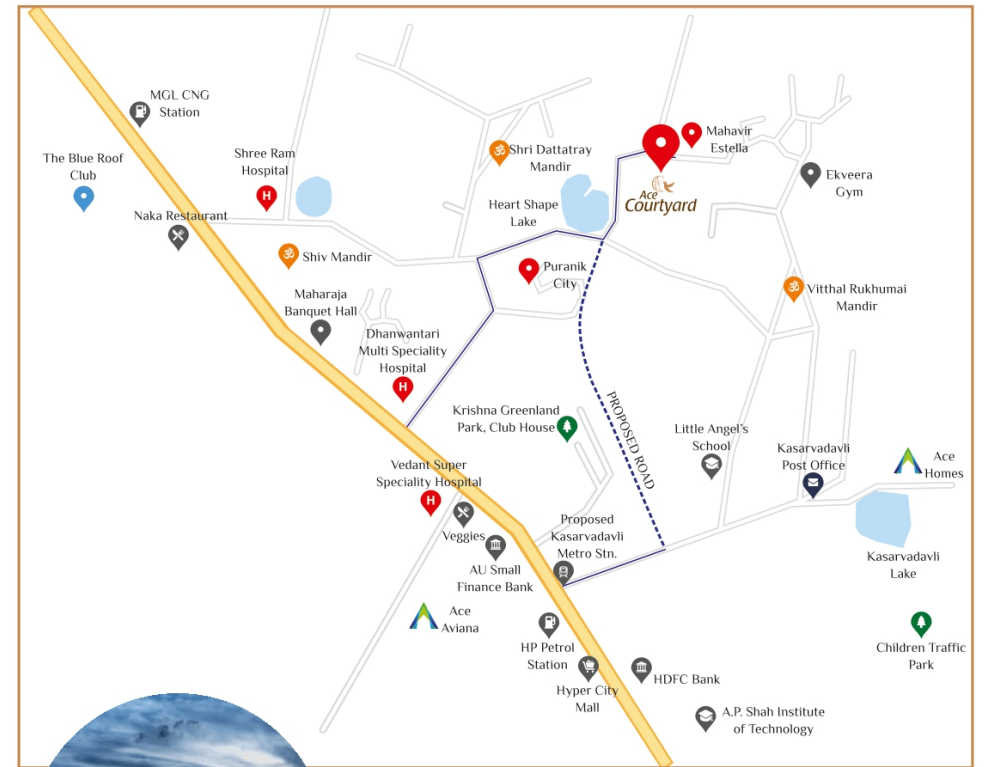 MGL CNG
Station
The Blue Roof
Club
Shree Ram
Hospital
Naka Restaurant
Shiv Mandir
Shri Dattatray
Mandir
Heart Shape
Lake
Mahavir
Estella
Ace
Courtyard
Ekveera
Gym
Puranik
City
Vitthal Rukhumai
Mandir
Maharaja
Banquet Hall
Dhanwantari
Multi Speciality
Hospital
Krishna Greenland
Park, Club House
PROPOSED ROAD
Little Angel's
School
Kasarvadavli
Post Office
Ace
Homes
Vedant Super
Speciality Hospital
Veggies
AU Small
Finance Bank
Proposed
Kasarvadavli
Metro Stn.
Kasarvadavli
Lake
Ace
Aviana
HP Petrol
Station
Hyper City
Mall
HDFC Bank
Children Traffic
Park
A.P. Shah Institute
of Technology
H
H
H
ॐ
ॐ
ॐ